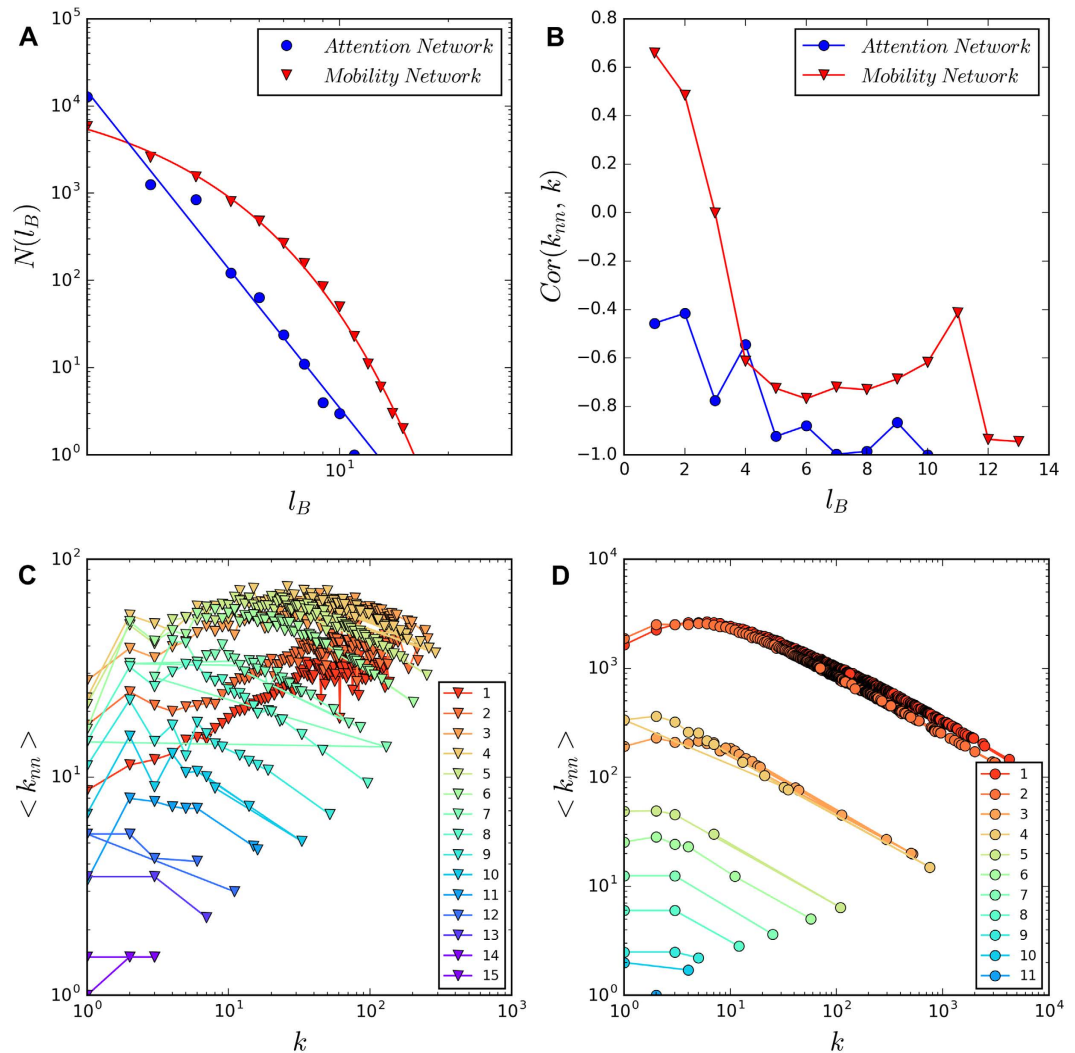 A
Attention Network
Mobility Network
10^5
10^4
10^3
10^2
10^1
10^0
10^1
N(l_B)
l_B
B
Attention Network
Mobility Network
0.8
0.6
0.4
0.2
0.0
−0.2
−0.4
−0.6
−0.8
−1.0
0 2 4 6 8 10 12 14
Cor(k_{nn}, k)
l_B
C
10^2
10^1
10^0
10^0 10^1 10^2 10^3
< k_{nn} >
k
1
2
3
4
5
6
7
8
9
10
11
12
13
14
15
D
10^4
10^3
10^2
10^1
10^0
10^0 10^1 10^2 10^3 10^4
< k_{nn} >
k
1
2
3
4
5
6
7
8
9
10
11